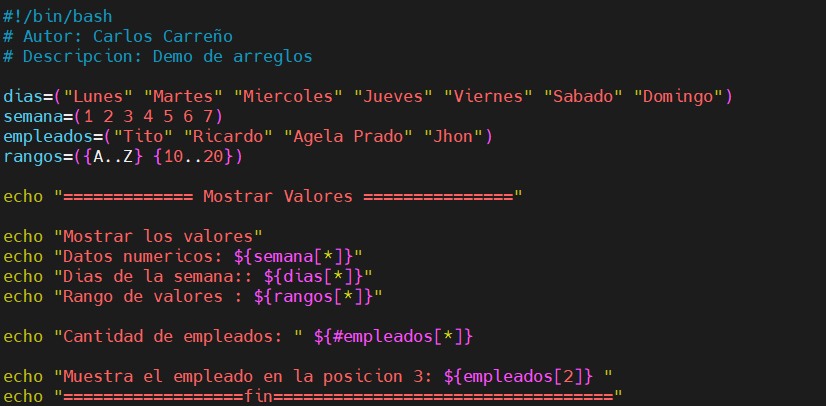 #!/bin/bash
# Autor: Carlos Carreño
# Descripcion: Demo de arreglos
dias=("Lunes" "Martes" "Miercoles" "Jueves" "Viernes" "Sabado" "Domingo")
semana=(1 2 3 4 5 6 7)
empleados=("Tito" "Ricardo" "Agela Prado" "Jhon")
rangos=({A..Z} {10..20})
echo "============= Mostrar Valores ==============="
echo "Mostrar los valores"
echo "Datos numericos: ${semana[*]}"
echo "Dias de la semana:: ${dias[*]}"
echo "Rango de valores : ${rangos[*]}"
echo "Cantidad de empleados: " ${#empleados[*]}
echo "Muestra el empleado en la posicion 3: ${empleados[2]} "
echo "==================fin=================================="